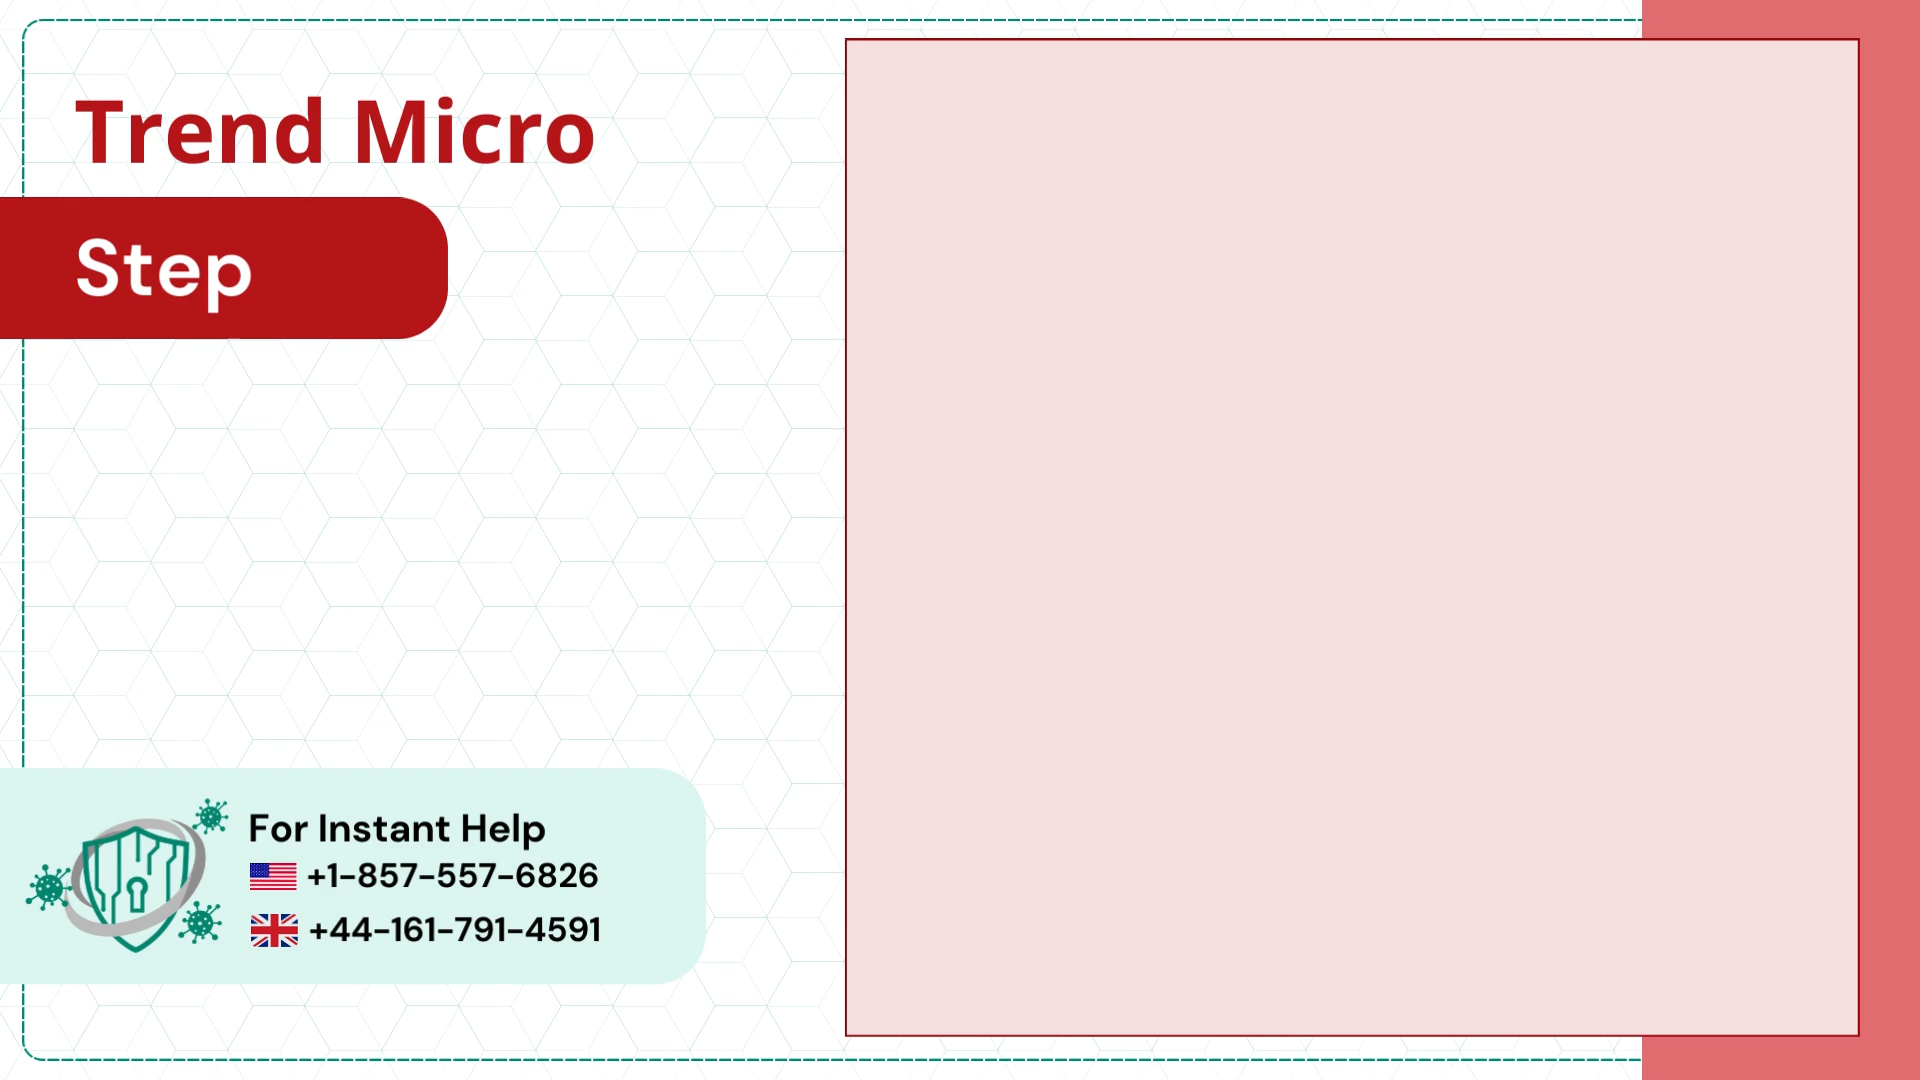 Trend Micro
Step
For Instant Help
+1-857-557-6826
+44-161-791-4591